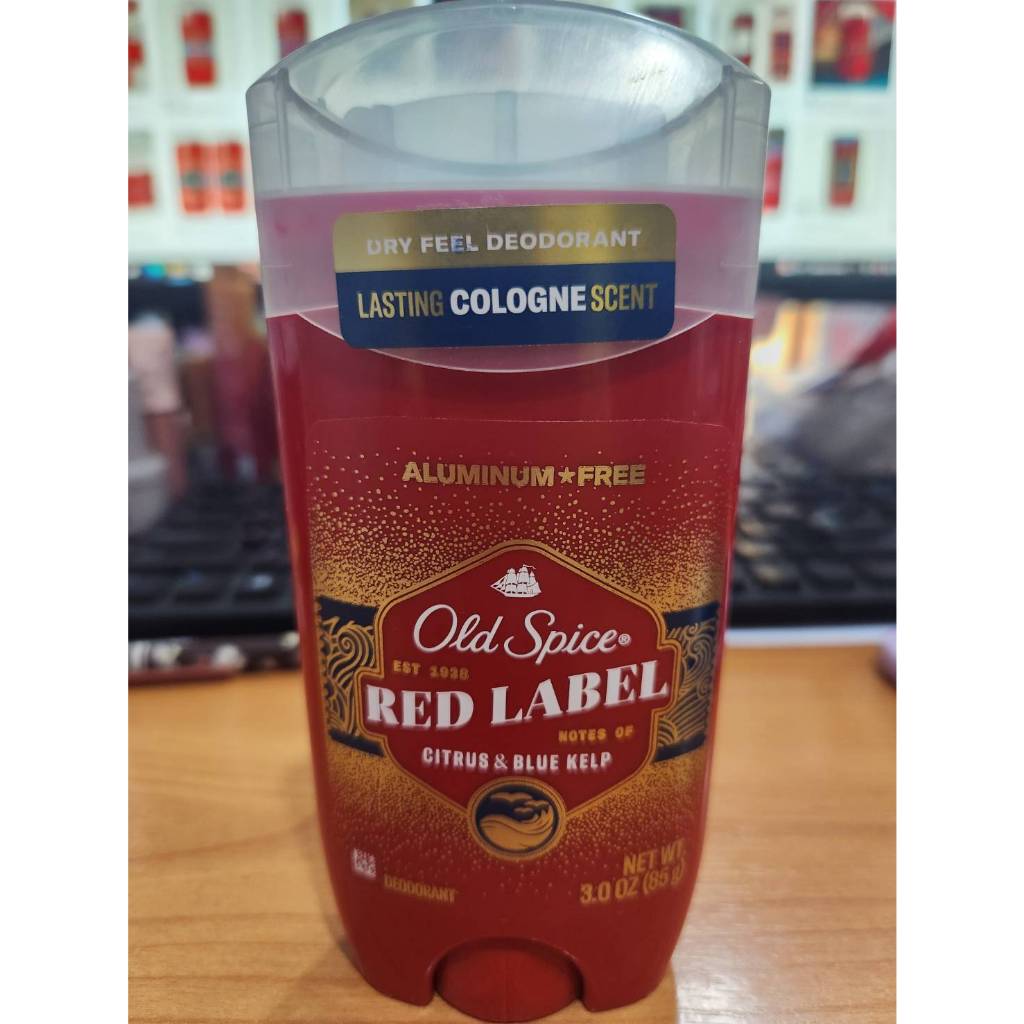 DRY FEEL DEODORANT
LASTING COLOGNE SCENT
ALUMINUM★FREE
Old Spice®
EST 1938
RED LABEL
NOTES OF
CITRUS & BLUE KELP
DEODORANT
NET WT
3.0 OZ (85 g)